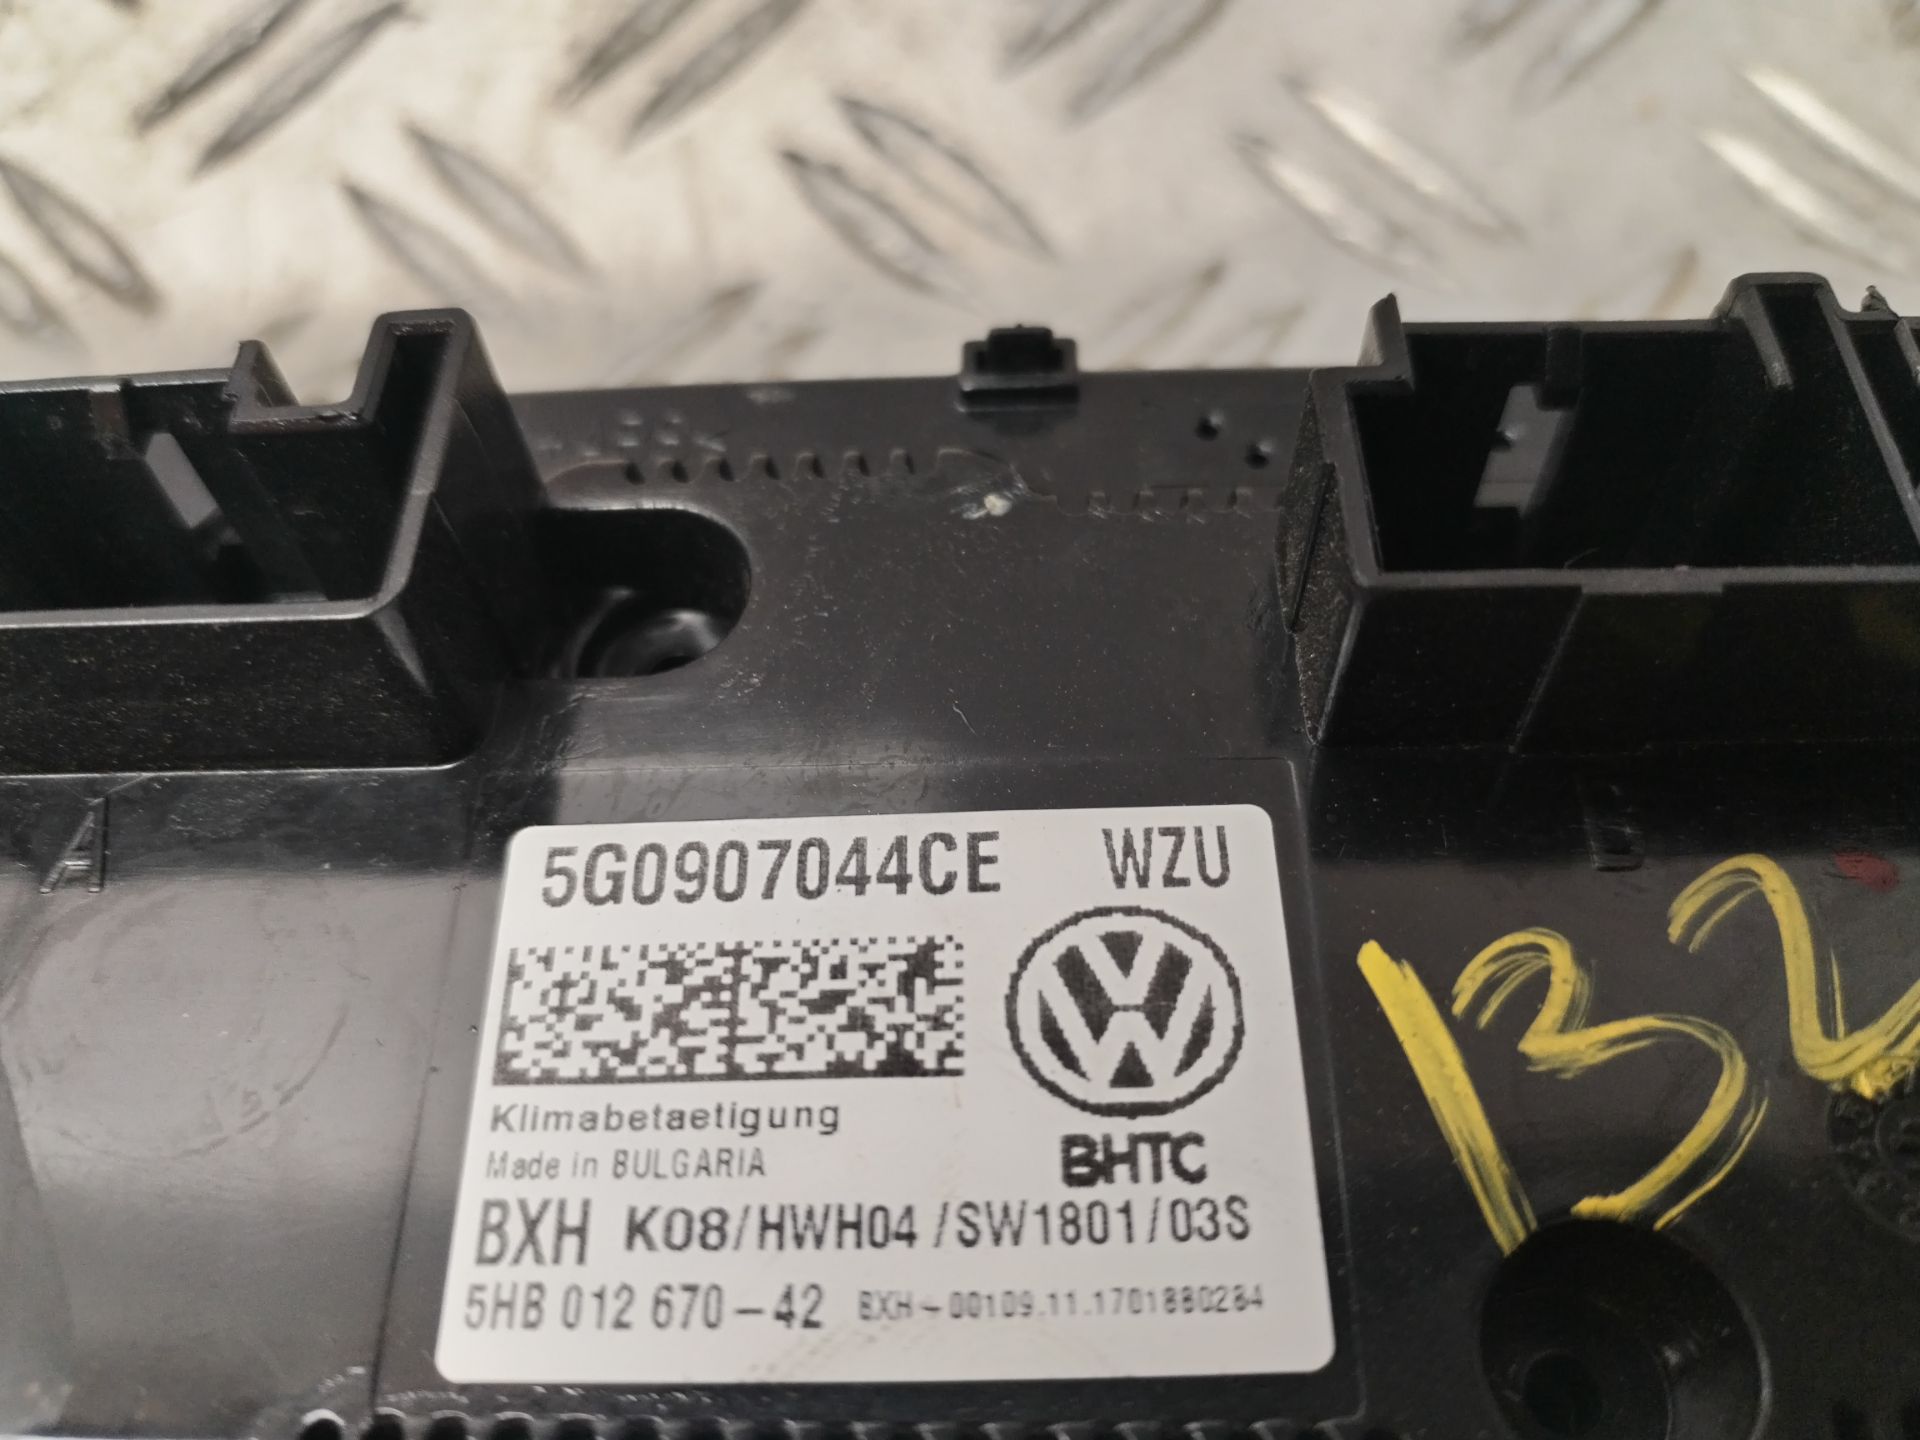 5G0907044CE WZU
Klimabetaetigung
Made in BULGARIA
BHTC
BXH K08/HWH04/SW1801/03S
5HB 012 670-42 BXH-00109.11.1701880284
A
B2